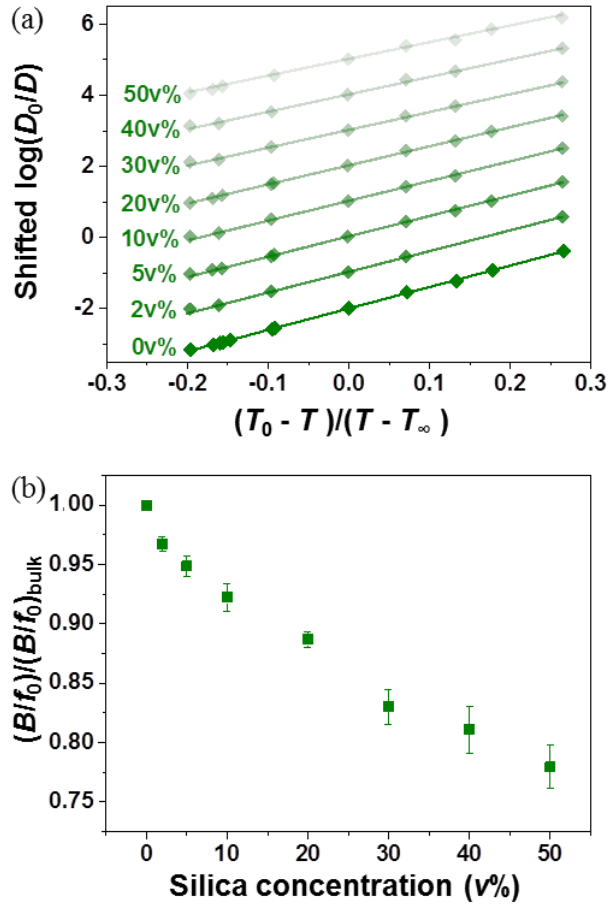 (a)
Shifted log(D₀/D)
6
4
2
0
-2
50v%
40v%
30v%
20v%
10v%
5v%
2v%
0v%
-0.3 -0.2 -0.1 0.0 0.1 0.2 0.3
(T₀ - T )/(T - T∞ )
(b)
(B/f₀)/(B/f₀)bulk
1.00
0.95
0.90
0.85
0.80
0.75
0 10 20 30 40 50
Silica concentration (v%)